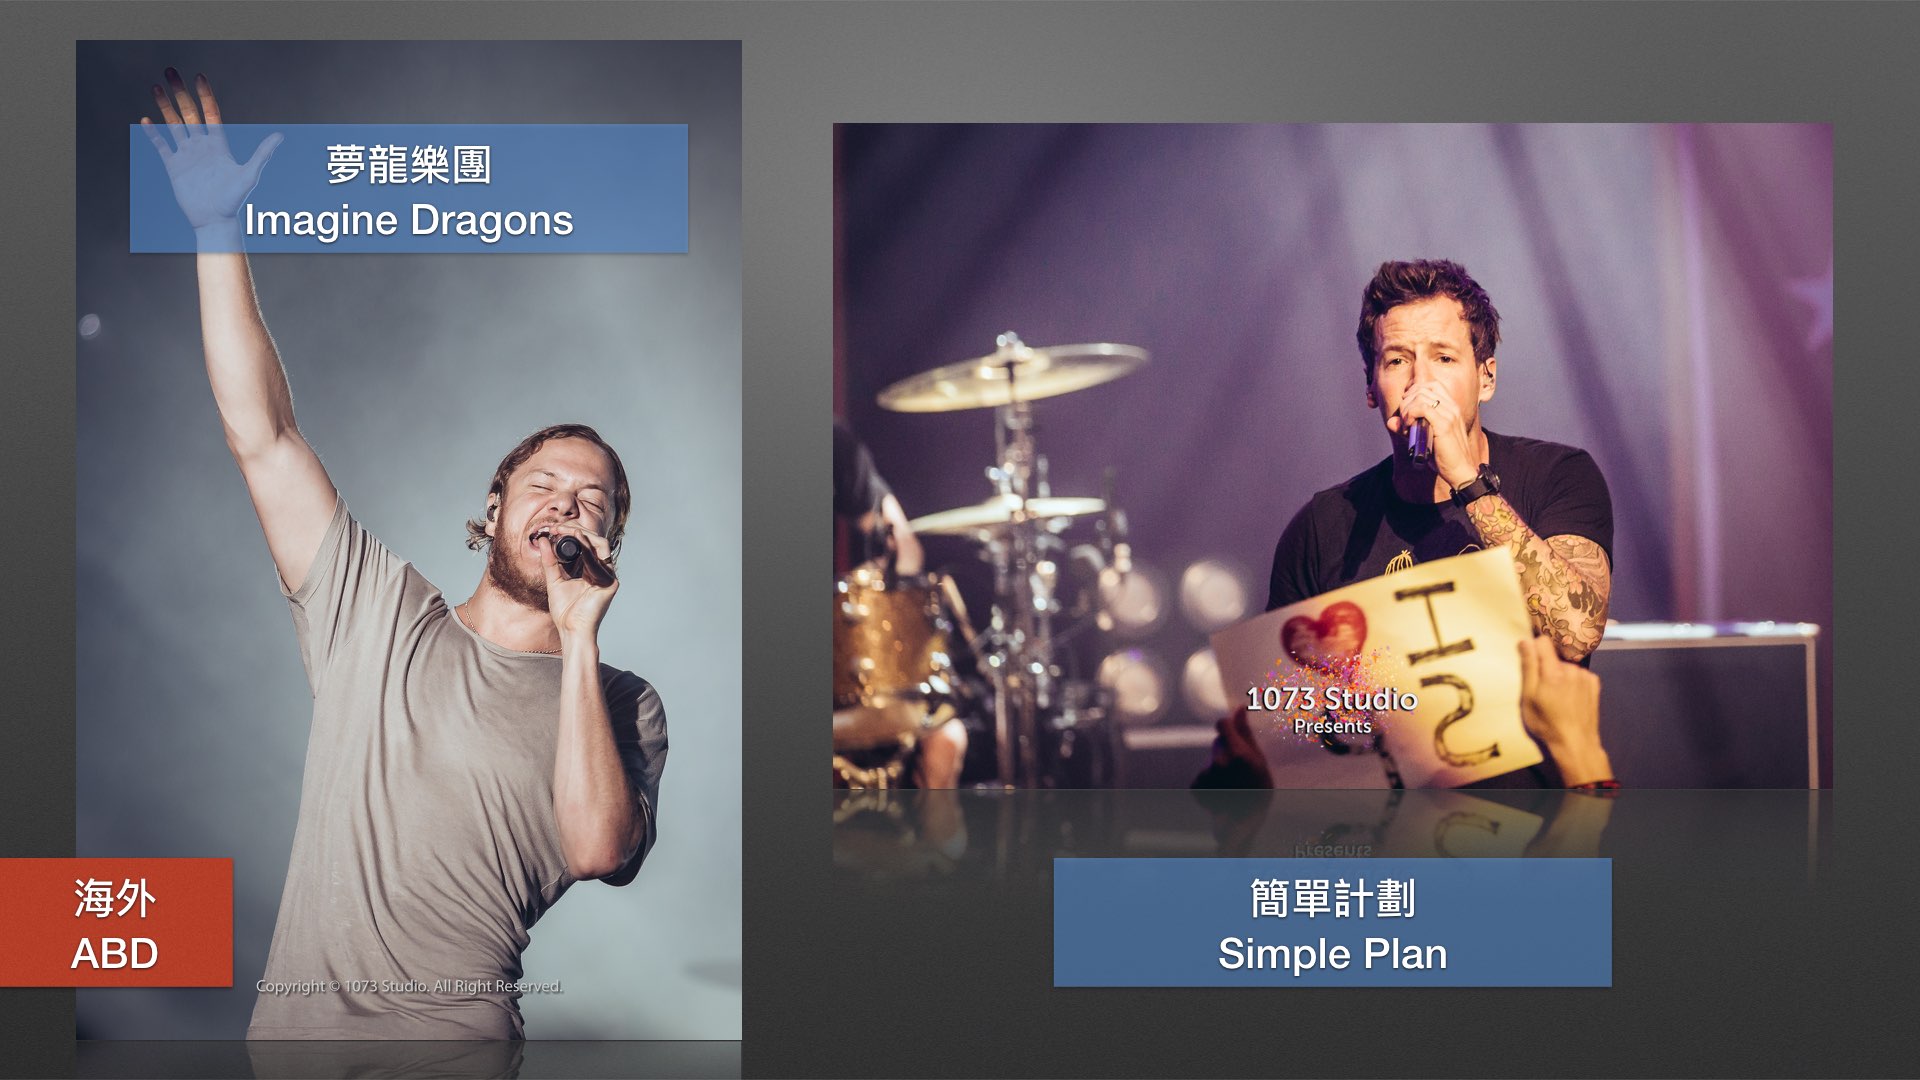 夢龍樂團
Imagine Dragons
1073 Studio
Presents
海外
ABD
簡單計劃
Simple Plan
Copyright © 1073 Studio. All Right Reserved.